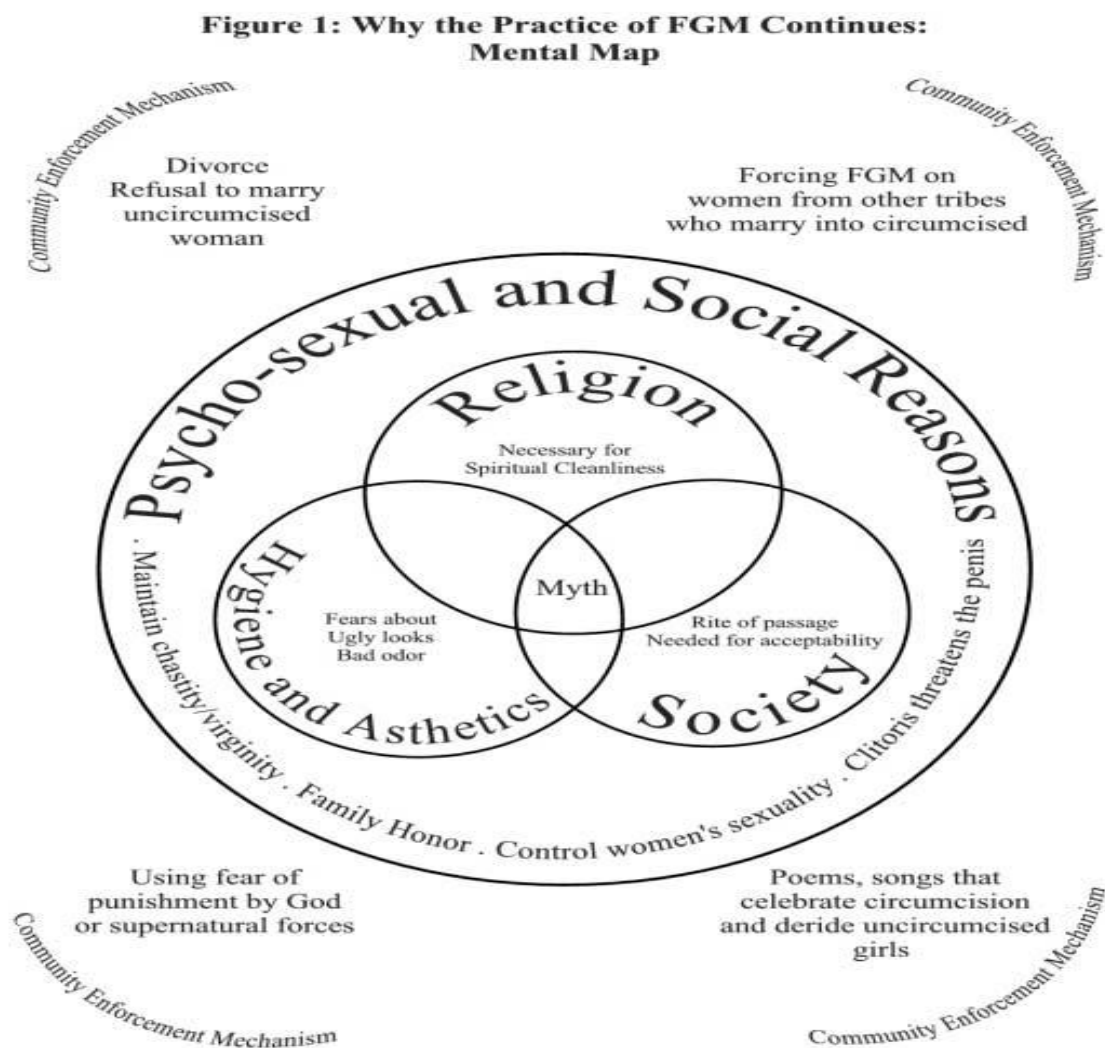 Figure 1: Why the Practice of FGM Continues:
Mental Map
Community Enforcement Mechanism
Divorce
Refusal to marry
uncircumcised
woman
Community Enforcement Mechanism
Forcing FGM on
women from other tribes
who marry into circumcised
Psycho-sexual and Social Reasons
Religion
Necessary for
Spiritual Cleanliness
Myth
Hygiene and Asthetics
Fears about
Ugly looks
Bad odor
Rite of passage
Needed for acceptability
Society
. Maintain chastity/virginity . Family Honor . Control women's sexuality . Clitoris threatens the penis
Using fear of
punishment by God
or supernatural forces
Community Enforcement Mechanism
Poems, songs that
celebrate circumcision
and deride uncircumcised
girls
Community Enforcement Mechanism